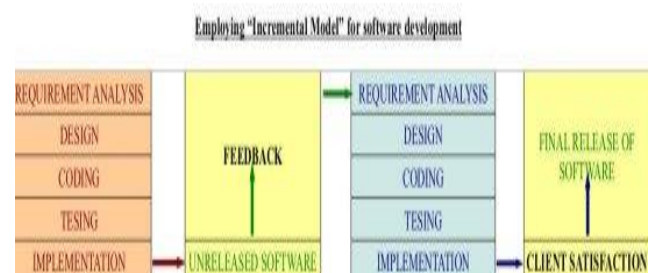 Employing “Incremental Model” for software development
REQUIREMENT ANALYSIS
DESIGN
CODING
TESING
IMPLEMENTATION
FEEDBACK
UNRELEASED SOFTWARE
REQUIREMENT ANALYSIS
DESIGN
CODING
TESING
IMPLEMENTATION
FINAL RELEASE OF
SOFTWARE
CLIENT SATISFACTION